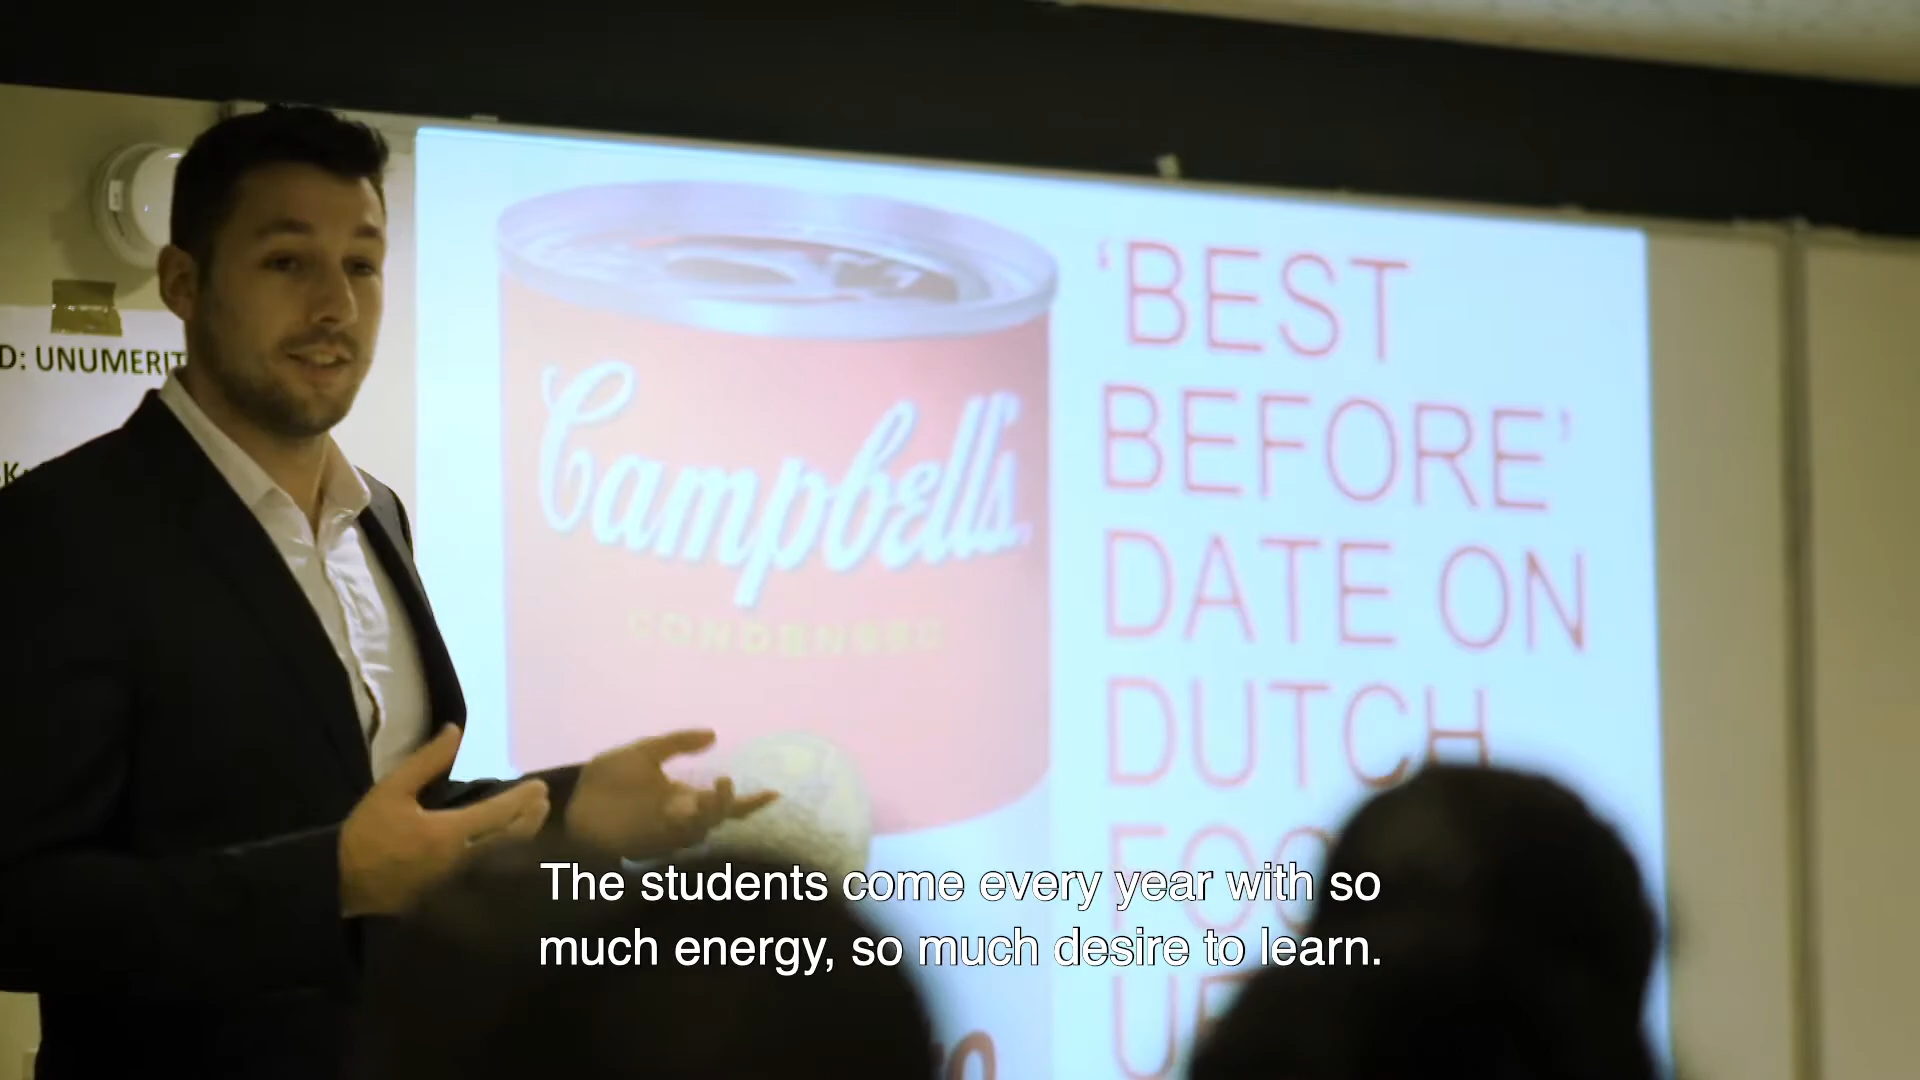 D: UNUMERIT
Campbell's
CONDENSED
'BEST
BEFORE'
DATE ON
DUTCH
The students come every year with so
much energy, so much desire to learn.